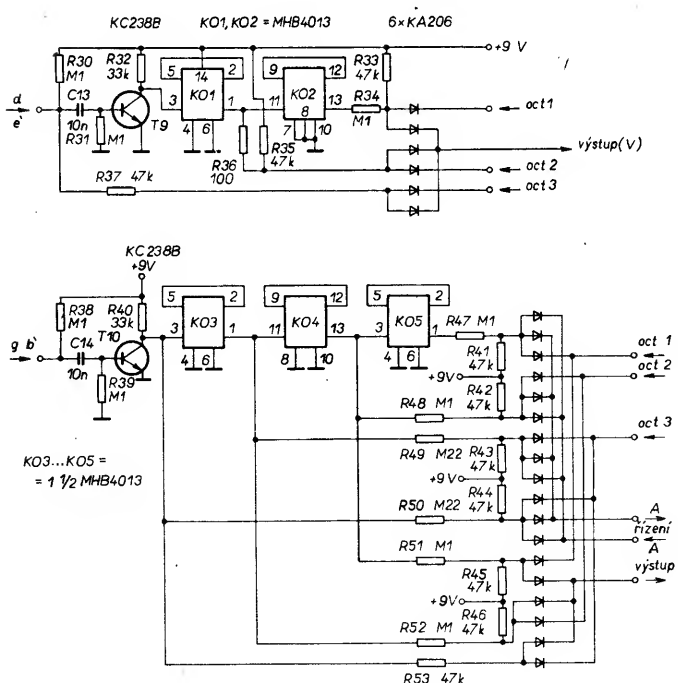 KC238B
KO1, KO2 = MHB4013
6×KA206
R30
M1
R32
33k
5
14
2
9
12
R33
47k
+9 V
d
e'
C13
10n
R31
M1
T9
3
KO1
1
4
6
11
KO2
8
13
7
10
R34
M1
oct 1
výstup(V)
R36
100
R35
47k
oct 2
R37 47k
oct 3
KC238B
+9V
R38
M1
R40
33k
T10
g b'
C14
10n
R39
M1
5
2
3
KO3
1
4
6
9
12
11
KO4
13
8
10
5
2
3
KO5
1
4
6
R47 M1
R41
47k
oct 1
oct 2
+9V
R42
47k
R48 M1
R49 M22
R43
47k
oct 3
+9V
R44
47k
R50 M22
A
řízení
A
KO3...KO5 =
= 1 1/2 MHB4013
R51 M1
výstup
R45
47k
+9V
R46
47k
R52 M1
R53 47k